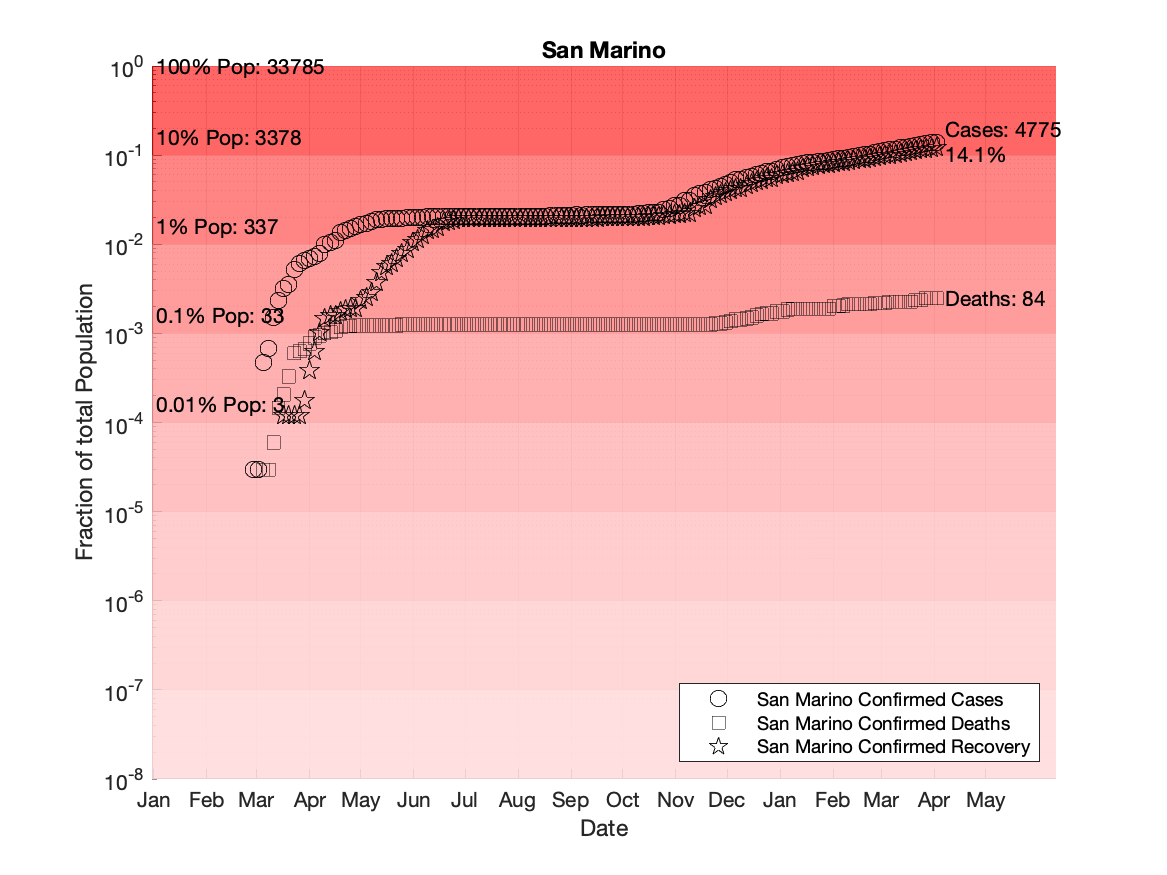 San Marino
10^0
100% Pop: 33785
10% Pop: 3378
Cases: 4775
10^-1
14.1%
1% Pop: 337
10^-2
Deaths: 84
0.1% Pop: 33
10^-3
0.01% Pop: 3
10^-4
10^-5
10^-6
10^-7
10^-8
Fraction of total Population
San Marino Confirmed Cases
San Marino Confirmed Deaths
San Marino Confirmed Recovery
Jan Feb Mar Apr May Jun Jul Aug Sep Oct Nov Dec Jan Feb Mar Apr May
Date